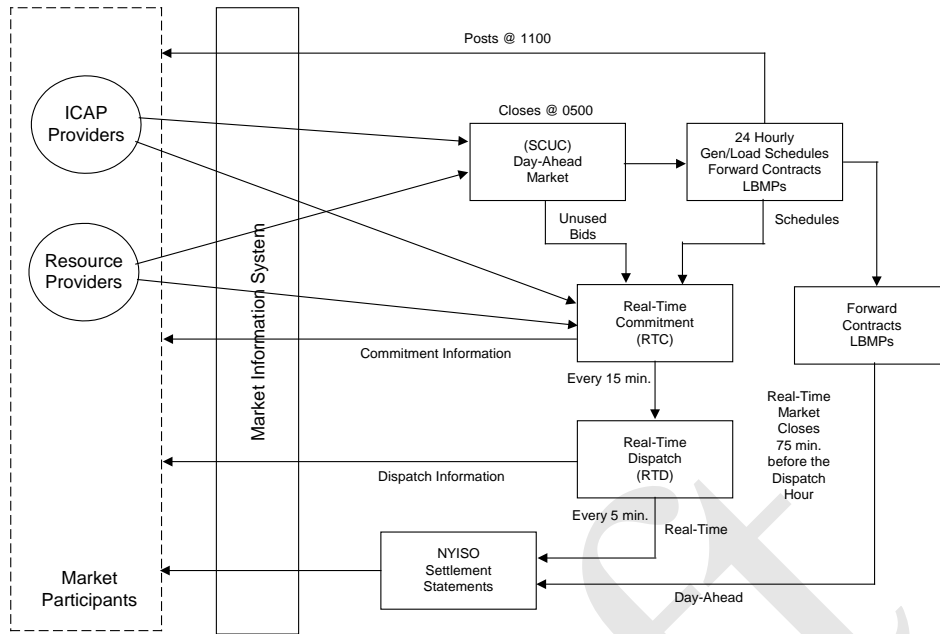 Posts @ 1100
ICAP
Providers
Closes @ 0500
(SCUC)
Day-Ahead
Market
24 Hourly
Gen/Load Schedules
Forward Contracts
LBMPs
Unused
Bids
Schedules
Resource
Providers
Market Information System
Real-Time
Commitment
(RTC)
Forward
Contracts
LBMPs
Commitment Information
Every 15 min.
Real-Time
Market
Closes
75 min.
before the
Dispatch
Hour
Real-Time
Dispatch
(RTD)
Dispatch Information
Every 5 min.
Real-Time
NYISO
Settlement
Statements
Market
Participants
Day-Ahead